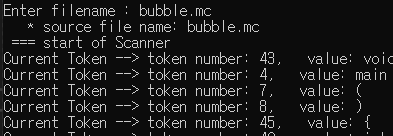 Enter filename : bubble.mc
* source file name: bubble.mc
=== start of Scanner
Current Token --> token number: 43, value: voi
Current Token --> token number: 4, value: main
Current Token --> token number: 7, value: (
Current Token --> token number: 8, value: )
Current Token --> token number: 45, value: {